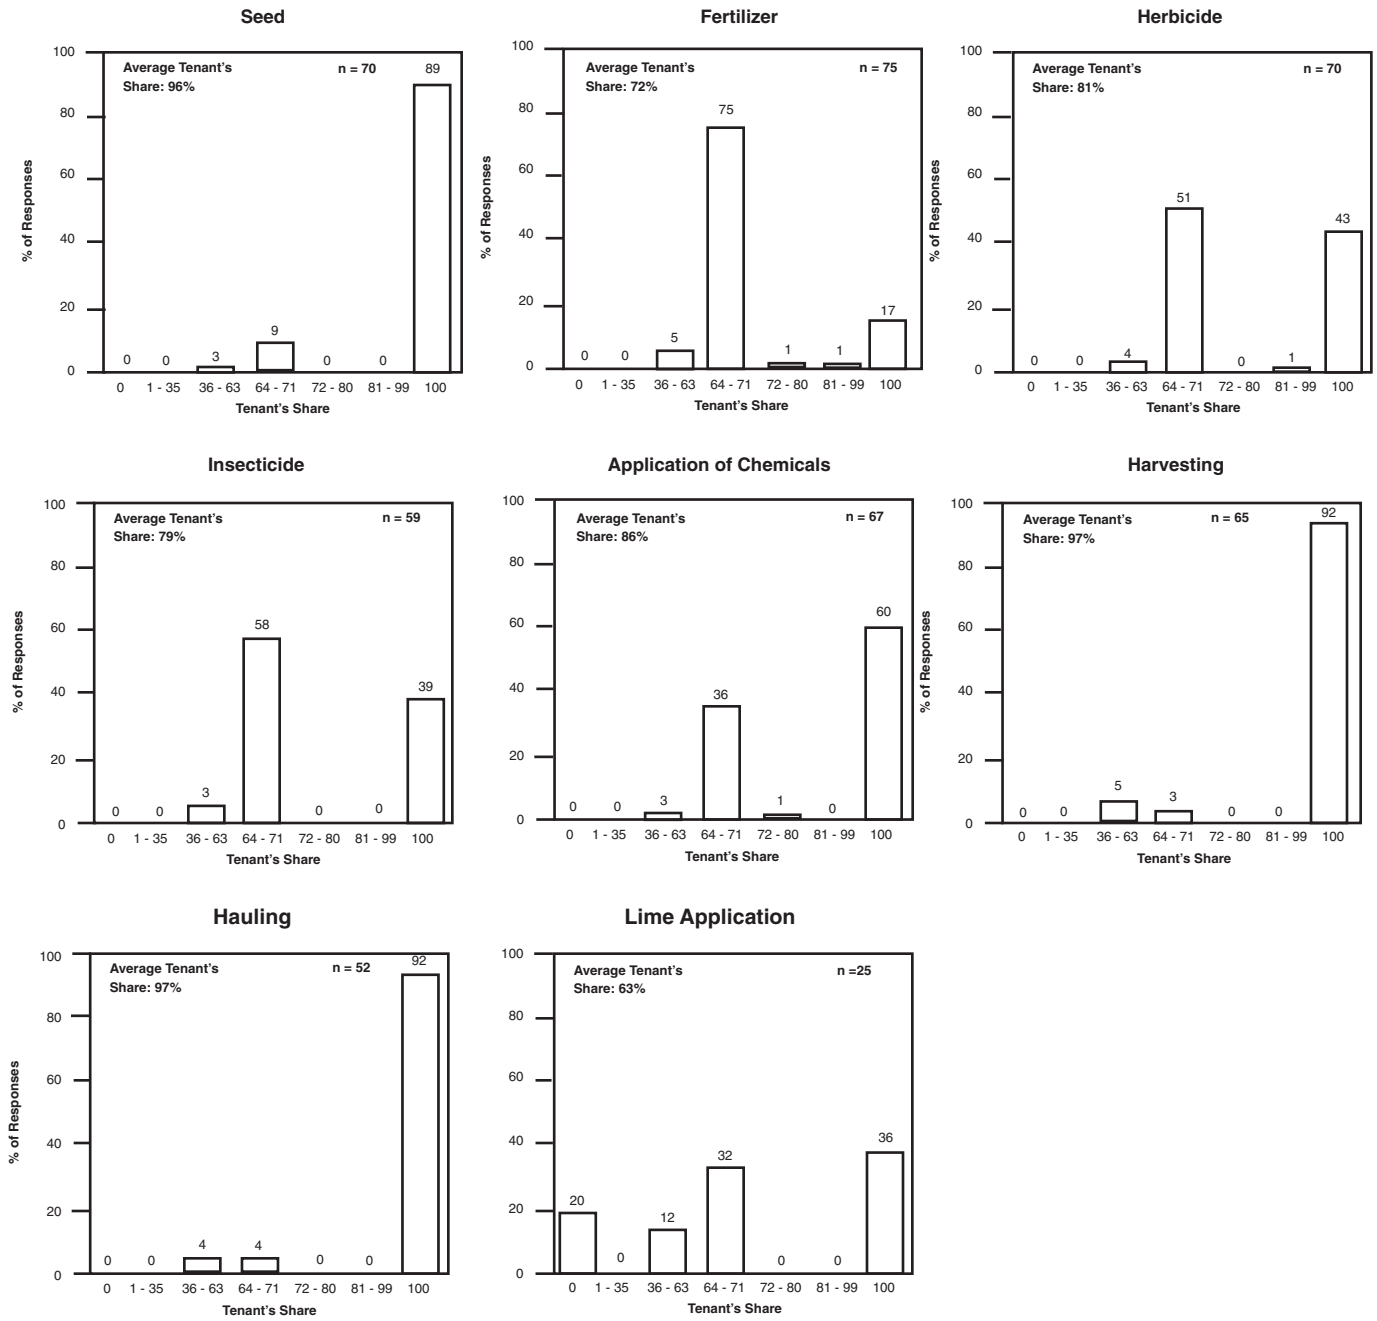 Seed
Average Tenant's
Share: 96%
n = 70
% of Responses
100
80
60
40
20
0
0 0 3 9 0 0 89
0 1 - 35 36 - 63 64 - 71 72 - 80 81 - 99 100
Tenant's Share
Fertilizer
Average Tenant's
Share: 72%
n = 75
% of Responses
100
80
60
40
20
0
0 0 5 75 1 1 17
0 1 - 35 36 - 63 64 - 71 72 - 80 81 - 99 100
Tenant's Share
Herbicide
Average Tenant's
Share: 81%
n = 70
% of Responses
100
80
60
40
20
0
0 0 4 51 0 1 43
0 1 - 35 36 - 63 64 - 71 72 - 80 81 - 99 100
Tenant's Share
Insecticide
Average Tenant's
Share: 79%
n = 59
% of Responses
100
80
60
40
20
0
0 0 3 58 0 0 39
0 1 - 35 36 - 63 64 - 71 72 - 80 81 - 99 100
Tenant's Share
Application of Chemicals
Average Tenant's
Share: 86%
n = 67
100
80
60
40
20
0
0 0 3 36 1 0 60
0 1 - 35 36 - 63 64 - 71 72 - 80 81 - 99 100
Tenant's Share
Harvesting
Average Tenant's
Share: 97%
n = 65
% of Responses
100
80
60
40
20
0
0 0 5 3 0 0 92
0 1 - 35 36 - 63 64 - 71 72 - 80 81 - 99 100
Tenant's Share
Hauling
Average Tenant's
Share: 97%
n = 52
% of Responses
100
80
60
40
20
0
0 0 4 4 0 0 92
0 1 - 35 36 - 63 64 - 71 72 - 80 81 - 99 100
Tenant's Share
Lime Application
Average Tenant's
Share: 63%
n =25
100
80
60
40
20
0
20 0 12 32 0 0 36
0 1 - 35 36 - 63 64 - 71 72 - 80 81 - 99 100
Tenant's Share